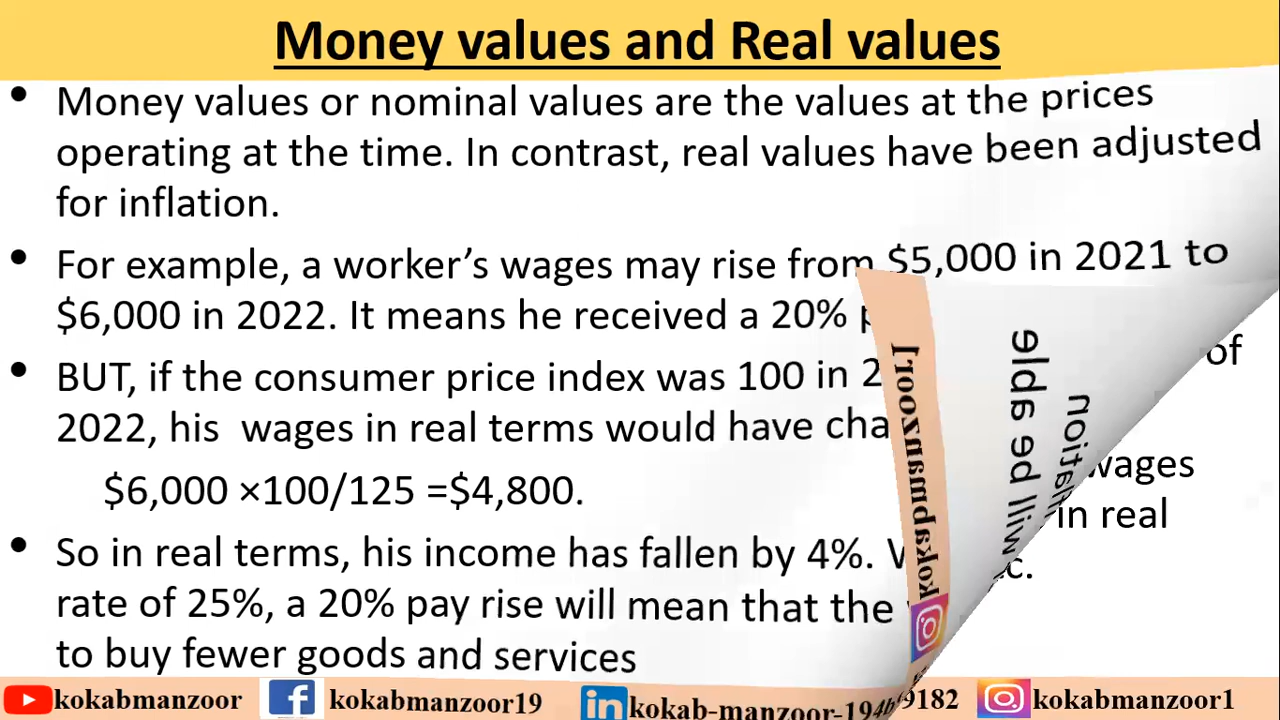 Money values and Real values
• Money values or nominal values are the values at the prices
operating at the time. In contrast, real values have been adjusted
for inflation.
• For example, a worker's wages may rise from $5,000 in 2021 to
$6,000 in 2022. It means he received a 20%
of
• BUT, if the consumer price index was 100 in
2022, his wages in real terms would have
wages
$6,000 ×100/125 =$4,800.
in real
• So in real terms, his income has fallen by 4%.
rate of 25%, a 20% pay rise will mean that the
to buy fewer goods and services
will be able
kokabmanzoor1
kokabmanzoor
kokabmanzoor19
kokab-manzoor-194b
9182
kokabmanzoor1